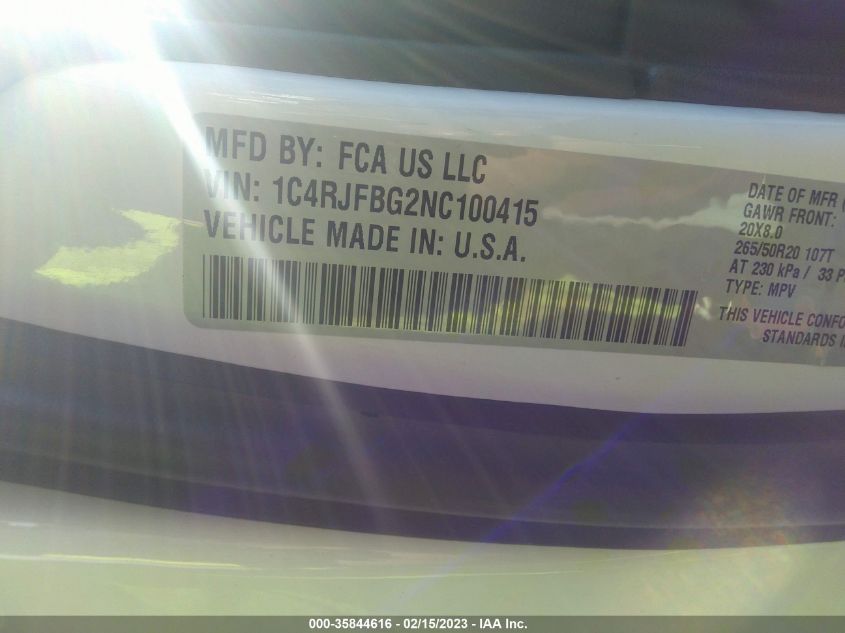 MFD BY: FCA US LLC
VIN: 1C4RJFBG2NC100415
VEHICLE MADE IN: U.S.A.
DATE OF MFR
GAWR FRONT:
20X8.0
265/50R20 107T
AT 230 kPa / 33 P
TYPE: MPV
THIS VEHICLE CONFO
STANDARDS I
000-35844616 - 02/15/2023 - IAA Inc.